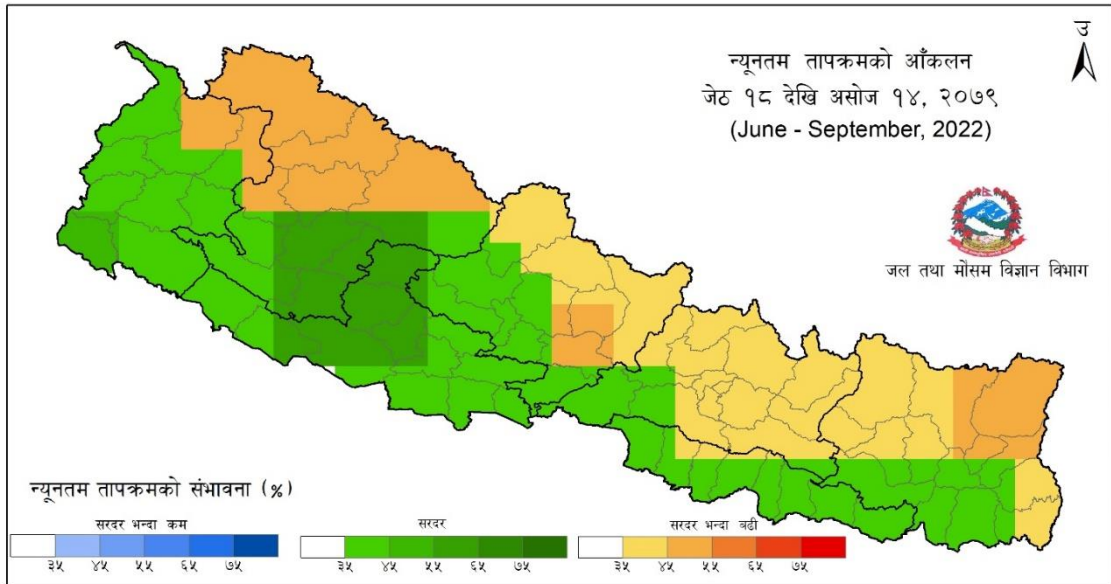 उ
न्यूनतम तापक्रमको आँकलन
जेठ १८ देखि असोज १४, २०७९
(June - September, 2022)
जल तथा मौसम विज्ञान विभाग
न्यूनतम तापक्रमको संभावना (%)
सरदर भन्दा कम
सरदर
सरदर भन्दा बढी
३५ ४५ ५५ ६५ ७५
३५ ४५ ५५ ६५ ७५
३५ ४५ ५५ ६५ ७५